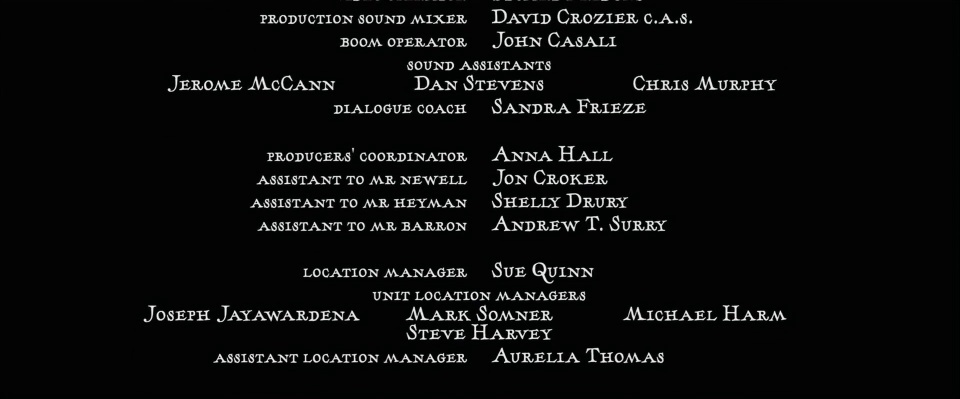 PRODUCTION SOUND MIXER DAVID CROZIER C.A.S.
BOOM OPERATOR JOHN CASALI
SOUND ASSISTANTS
JEROME MCCANN DAN STEVENS CHRIS MURPHY
DIALOGUE COACH SANDRA FRIEZE
PRODUCERS' COORDINATOR ANNA HALL
ASSISTANT TO MR NEWELL JON CROKER
ASSISTANT TO MR HEYMAN SHELLY DRURY
ASSISTANT TO MR BARRON ANDREW T. SURRY
LOCATION MANAGER SUE QUINN
UNIT LOCATION MANAGERS
JOSEPH JAYAWARDENA MARK SOMNER MICHAEL HARM
STEVE HARVEY
ASSISTANT LOCATION MANAGER AURELIA THOMAS